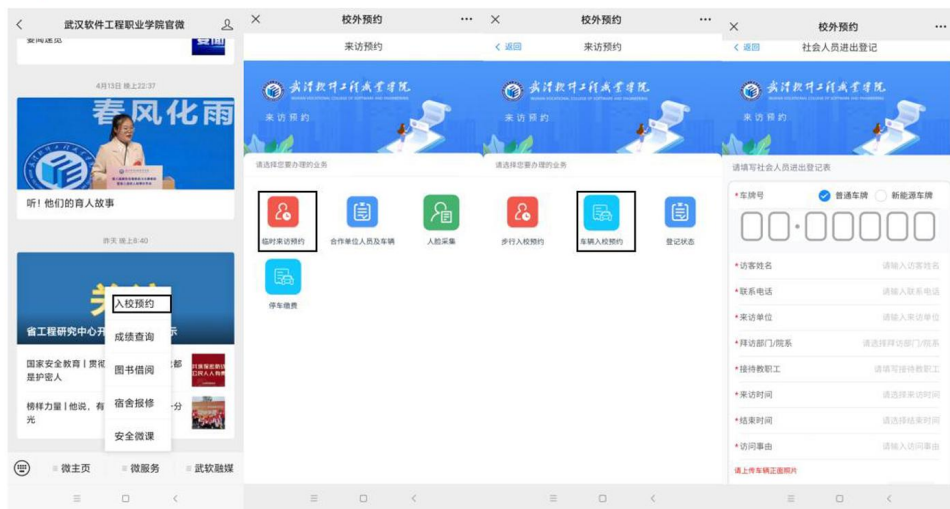 武汉软件工程职业学院官微
要闻速览
要闻
4月13日 晚上22:37
春风化雨
听! 他们的育人故事
昨天 晚上8:40
省工程研究中心开
示
国家安全教育 | 贯彻
都
是护密人
榜样力量 | 他说，有
分
光
入校预约
成绩查询
图书借阅
宿舍报修
安全微课
微主页
微服务
武软融媒
校外预约
来访预约
武汉软件工程职业学院
来访预约
请选择您要办理的业务
临时来访预约
合作单位人员及车辆
人脸采集
停车缴费
校外预约
返回
来访预约
武汉软件工程职业学院
来访预约
请选择您要办理的业务
步行入校预约
车辆入校预约
登记状态
校外预约
返回
社会人员进出登记
武汉软件工程职业学院
来访预约
请填写社会人员进出登记表
*车牌号 普通车牌 新能源车牌
*访客姓名 请输入访客姓名
*联系电话 请输入联系电话
*来访单位 请输入来访单位
*拜访部门/院系 请选择拜访部门/院系
*接待教职工 请填写接待教职工
*来访时间 请选择来访时间
*结束时间 请选择结束时间
*访问事由 请输入访问事由
请上传车辆正面照片